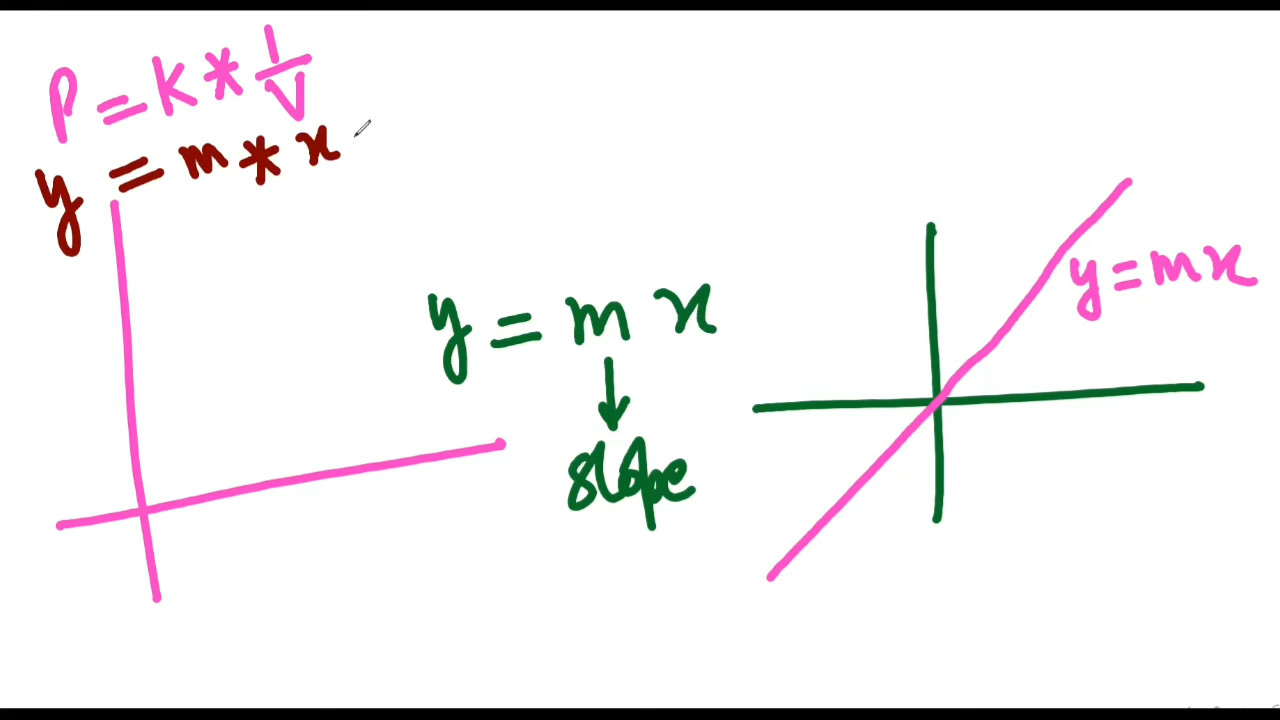 P = K * 1/V
y = m * x
y = m x
slope
y = mx